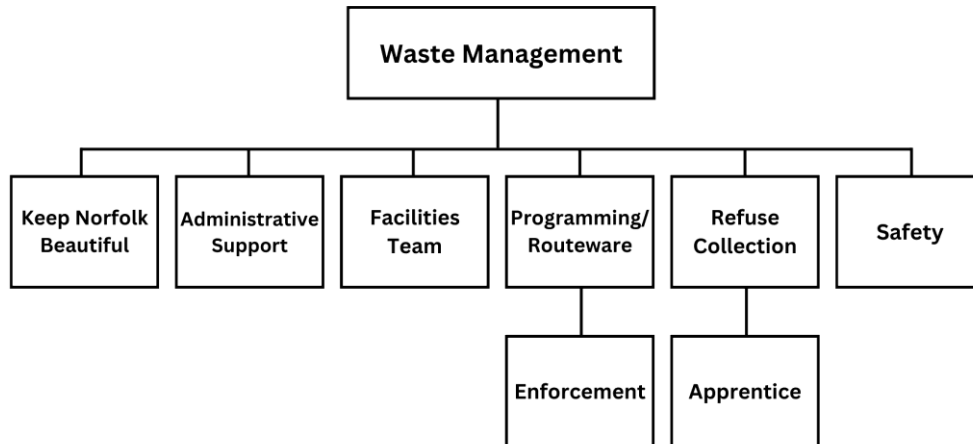 Waste Management
Keep Norfolk
Beautiful
Administrative
Support
Facilities
Team
Programming/
Routeware
Refuse
Collection
Safety
Enforcement
Apprentice